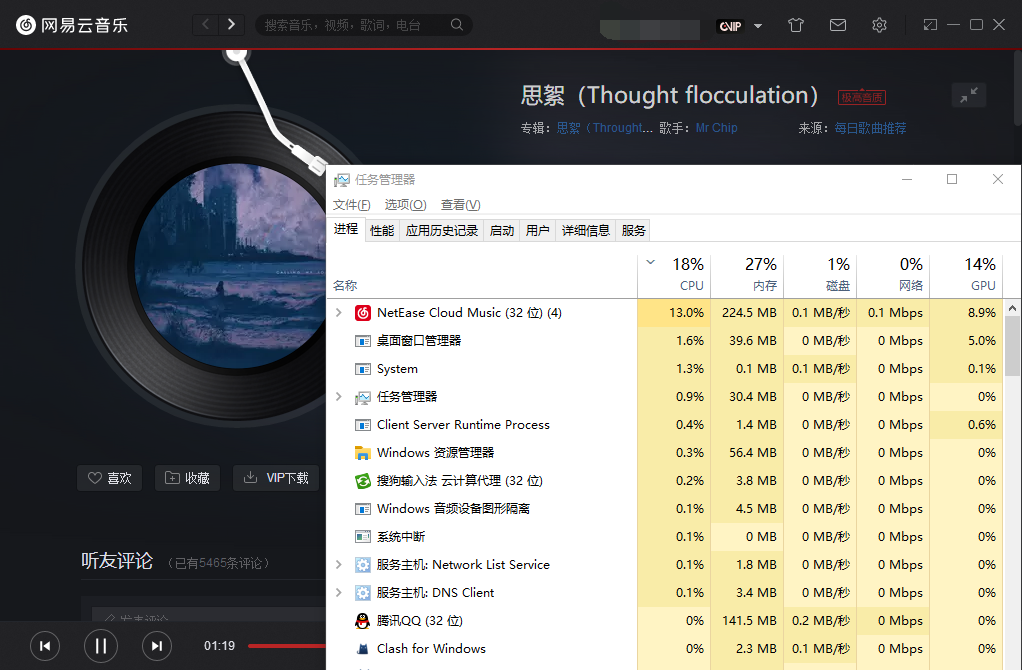 网易云音乐
搜索音乐，视频，歌词，电台
VIP
思絮（Thought flocculation）
极高音质
专辑：思絮（Throught... 歌手：Mr Chip 来源：每日歌曲推荐
任务管理器
文件(F) 选项(O) 查看(V)
进程 性能 应用历史记录 启动 用户 详细信息 服务
18% 27% 1% 0% 14%
名称 CPU 内存 磁盘 网络 GPU
NetEase Cloud Music (32 位) (4) 13.0% 224.5 MB 0.1 MB/秒 0.1 Mbps 8.9%
桌面窗口管理器 1.6% 39.6 MB 0 MB/秒 0 Mbps 5.0%
System 1.3% 0.1 MB 0.1 MB/秒 0 Mbps 0.1%
任务管理器 0.9% 30.4 MB 0 MB/秒 0 Mbps 0%
Client Server Runtime Process 0.4% 1.4 MB 0 MB/秒 0 Mbps 0.6%
Windows 资源管理器 0.3% 56.4 MB 0 MB/秒 0 Mbps 0%
搜狗输入法 云计算代理 (32 位) 0.2% 3.8 MB 0 MB/秒 0 Mbps 0%
Windows 音频设备图形隔离 0.1% 4.5 MB 0 MB/秒 0 Mbps 0%
系统中断 0.1% 0 MB 0 MB/秒 0 Mbps 0%
服务主机: Network List Service 0.1% 1.8 MB 0 MB/秒 0 Mbps 0%
服务主机: DNS Client 0.1% 3.4 MB 0 MB/秒 0 Mbps 0%
腾讯QQ (32 位) 0% 141.5 MB 0.2 MB/秒 0 Mbps 0%
Clash for Windows 0% 2.3 MB 0.1 MB/秒 0 Mbps 0%
喜欢 收藏 VIP下载
听友评论 （已有5465条评论）
发表评论
01:19